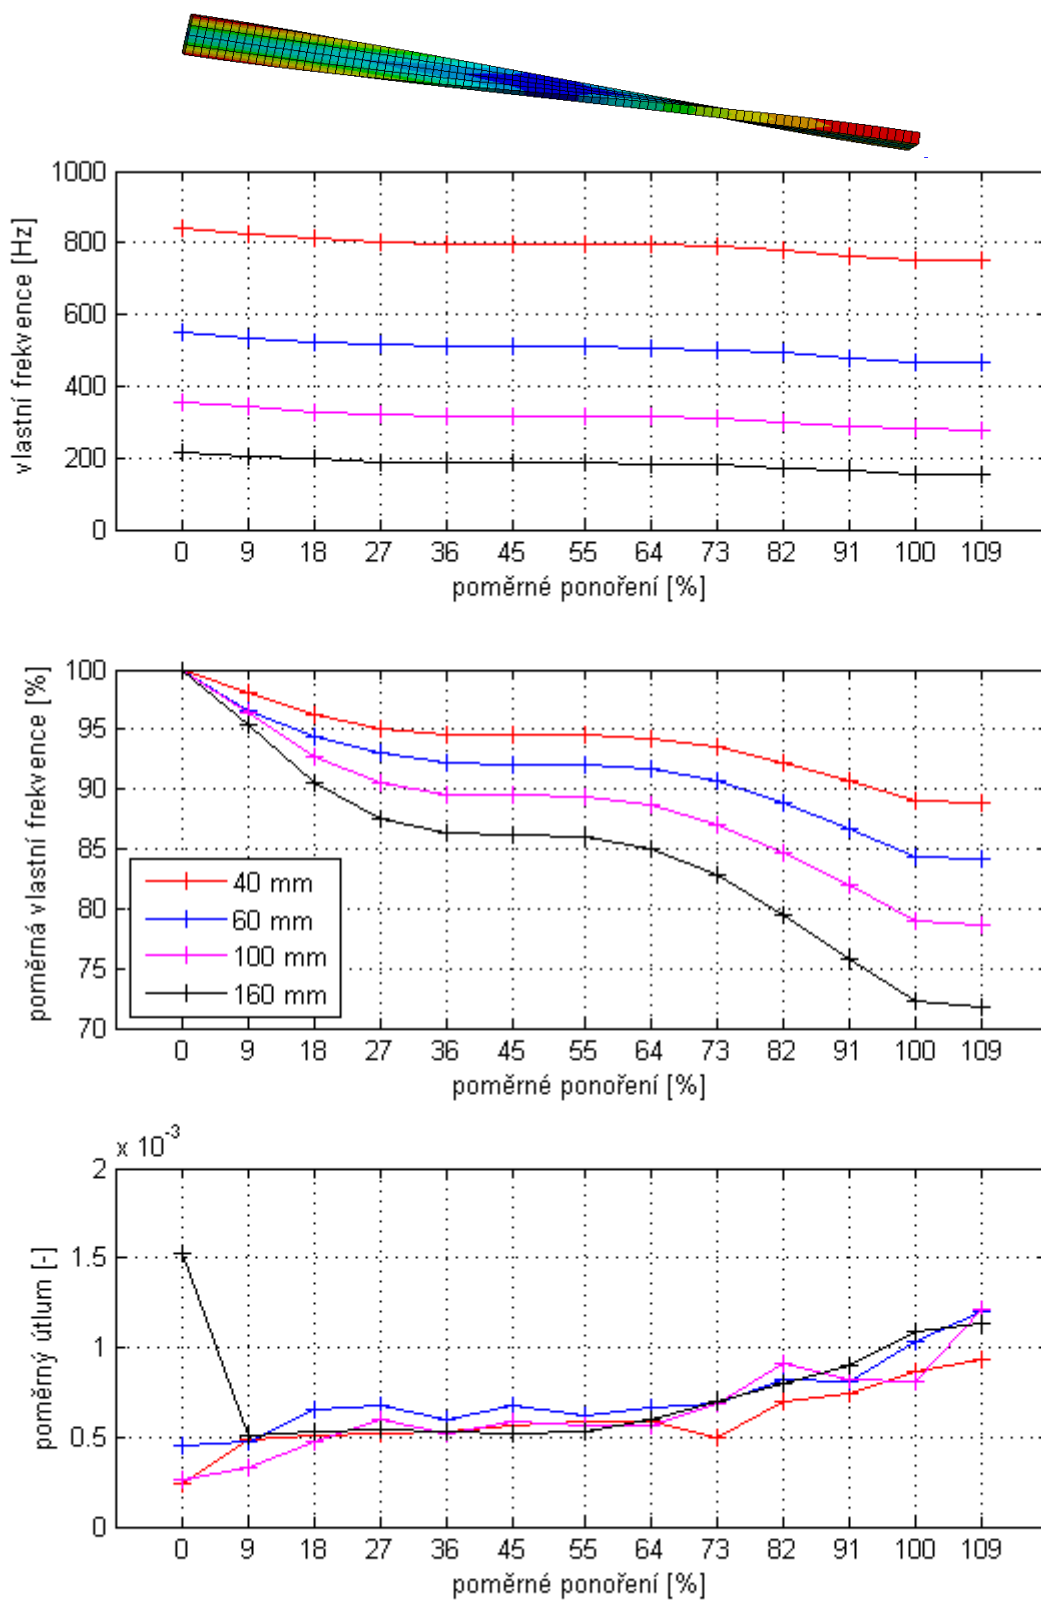 1000
800
600
400
200
0
vlastní frekvence [Hz]
0 9 18 27 36 45 55 64 73 82 91 100 109
poměrné ponoření [%]
100
95
90
85
80
75
70
poměrná vlastní frekvence [%]
40 mm
60 mm
100 mm
160 mm
0 9 18 27 36 45 55 64 73 82 91 100 109
poměrné ponoření [%]
x 10⁻³
2
1.5
1
0.5
0
poměrný útlum [-]
0 9 18 27 36 45 55 64 73 82 91 100 109
poměrné ponoření [%]